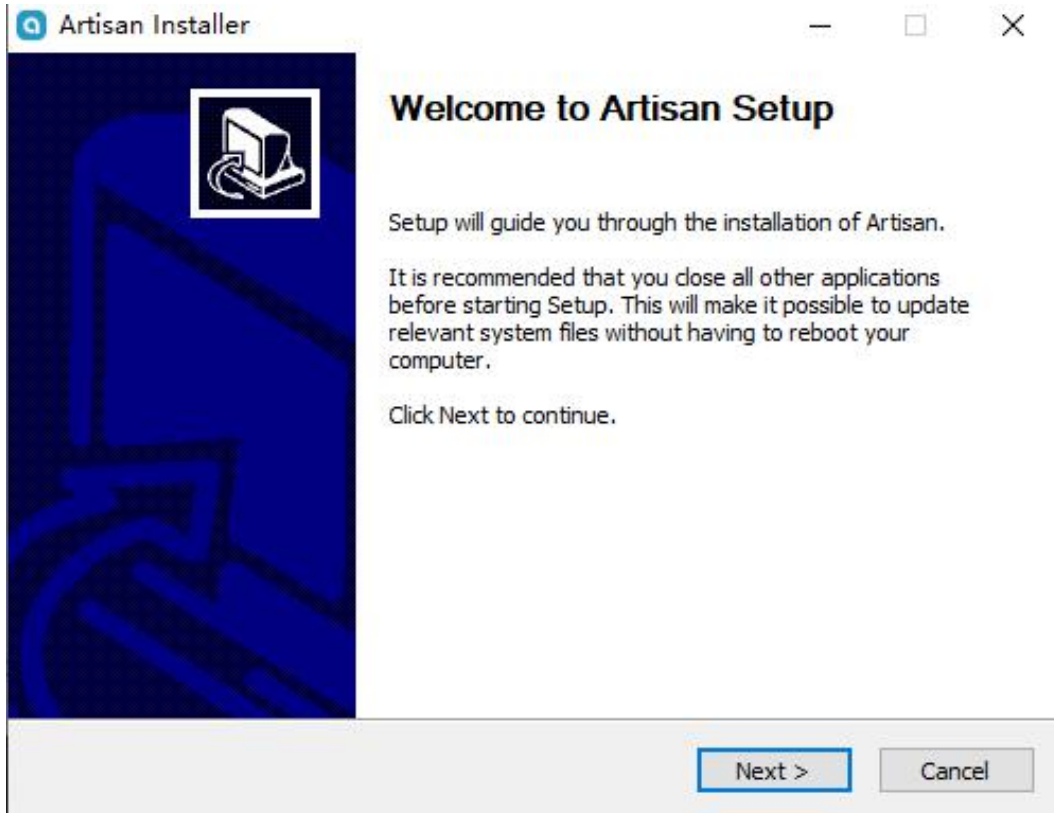 Artisan Installer
Welcome to Artisan Setup
Setup will guide you through the installation of Artisan.
It is recommended that you close all other applications
before starting Setup. This will make it possible to update
relevant system files without having to reboot your
computer.
Click Next to continue.
Next >
Cancel